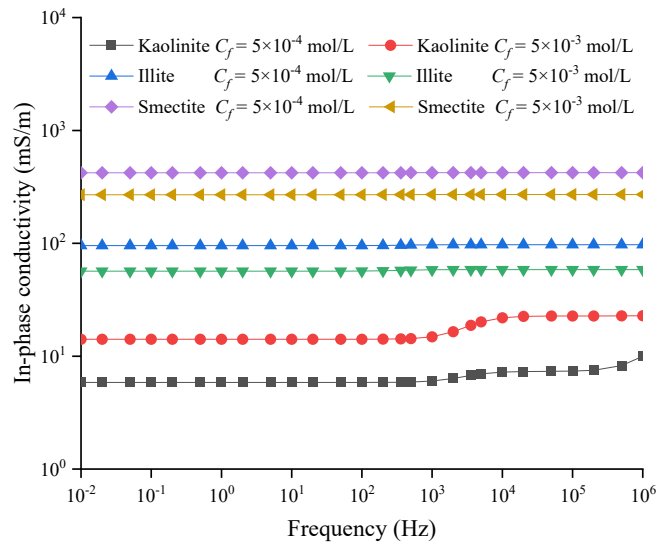 10⁴
Kaolinite C_f = 5×10⁻⁴ mol/L Kaolinite C_f = 5×10⁻³ mol/L
Illite C_f = 5×10⁻⁴ mol/L Illite C_f = 5×10⁻³ mol/L
Smectite C_f = 5×10⁻⁴ mol/L Smectite C_f = 5×10⁻³ mol/L
10³
10²
10¹
10⁰
In-phase conductivity (mS/m)
10⁻² 10⁻¹ 10⁰ 10¹ 10² 10³ 10⁴ 10⁵ 10⁶
Frequency (Hz)